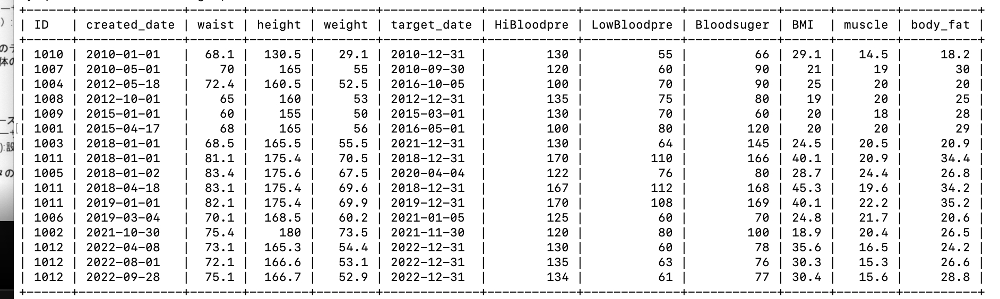 +-------+--------------+-------+--------+--------+-------------+------------+-------------+------------+------+--------+----------+
| ID | created_date | waist | height | weight | target_date | HiBloodpre | LowBloodpre | Bloodsuger | BMI | muscle | body_fat |
+-------+--------------+-------+--------+--------+-------------+------------+-------------+------------+------+--------+----------+
| 1010 | 2010-01-01 | 68.1 | 130.5 | 29.1 | 2010-12-31 | 130 | 55 | 66 | 29.1 | 14.5 | 18.2 |
| 1007 | 2010-05-01 | 70 | 165 | 55 | 2010-09-30 | 120 | 60 | 90 | 21 | 19 | 30 |
| 1004 | 2012-05-18 | 72.4 | 160.5 | 52.5 | 2016-10-05 | 100 | 70 | 90 | 25 | 20 | 20 |
| 1008 | 2012-10-01 | 65 | 160 | 53 | 2012-12-31 | 135 | 75 | 80 | 19 | 20 | 25 |
| 1009 | 2015-01-01 | 60 | 155 | 50 | 2015-03-01 | 130 | 70 | 60 | 20 | 18 | 28 |
| 1001 | 2015-04-17 | 68 | 165 | 56 | 2016-05-01 | 100 | 80 | 120 | 20 | 20 | 29 |
| 1003 | 2018-01-01 | 68.5 | 165.5 | 55.5 | 2021-12-31 | 130 | 64 | 145 | 24.5 | 20.5 | 20.9 |
| 1011 | 2018-01-01 | 81.1 | 175.4 | 70.5 | 2018-12-31 | 170 | 110 | 166 | 40.1 | 20.9 | 34.4 |
| 1005 | 2018-01-02 | 83.4 | 175.6 | 67.5 | 2020-04-04 | 122 | 76 | 80 | 28.7 | 24.4 | 26.8 |
| 1011 | 2018-04-18 | 83.1 | 175.4 | 69.6 | 2018-12-31 | 167 | 112 | 168 | 45.3 | 19.6 | 34.2 |
| 1011 | 2019-01-01 | 82.1 | 175.4 | 69.9 | 2019-12-31 | 170 | 108 | 169 | 40.1 | 22.2 | 35.2 |
| 1006 | 2019-03-04 | 70.1 | 168.5 | 60.2 | 2021-01-05 | 125 | 60 | 70 | 24.8 | 21.7 | 20.6 |
| 1002 | 2021-10-30 | 75.4 | 180 | 73.5 | 2021-11-30 | 120 | 80 | 100 | 18.9 | 20.4 | 26.5 |
| 1012 | 2022-04-08 | 73.1 | 165.3 | 54.4 | 2022-12-31 | 130 | 60 | 78 | 35.6 | 16.5 | 24.2 |
| 1012 | 2022-08-01 | 72.1 | 166.6 | 53.1 | 2022-12-31 | 135 | 63 | 76 | 30.3 | 15.3 | 26.6 |
| 1012 | 2022-09-28 | 75.1 | 166.7 | 52.9 | 2022-12-31 | 134 | 61 | 77 | 30.4 | 15.6 | 28.8 |
+-------+--------------+-------+--------+--------+-------------+------------+-------------+------------+------+--------+----------+